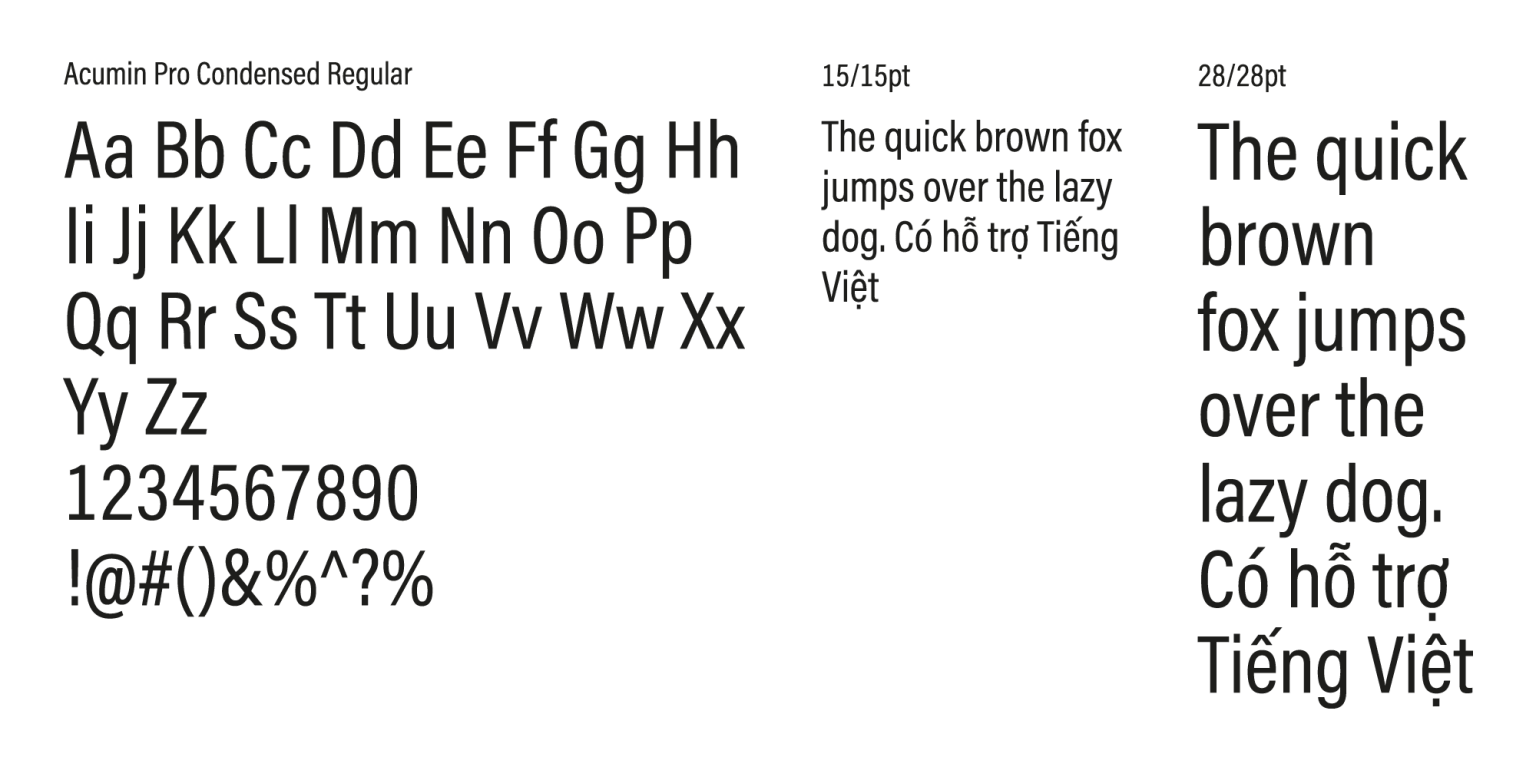 Acumin Pro Condensed Regular
Aa Bb Cc Dd Ee Ff Gg Hh
Ii Jj Kk Ll Mm Nn Oo Pp
Qq Rr Ss Tt Uu Vv Ww Xx
Yy Zz
1234567890
!@#()&%^?%
15/15pt
The quick brown fox
jumps over the lazy
dog. Có hỗ trợ Tiếng
Việt
28/28pt
The quick
brown
fox jumps
over the
lazy dog.
Có hỗ trợ
Tiếng Việt